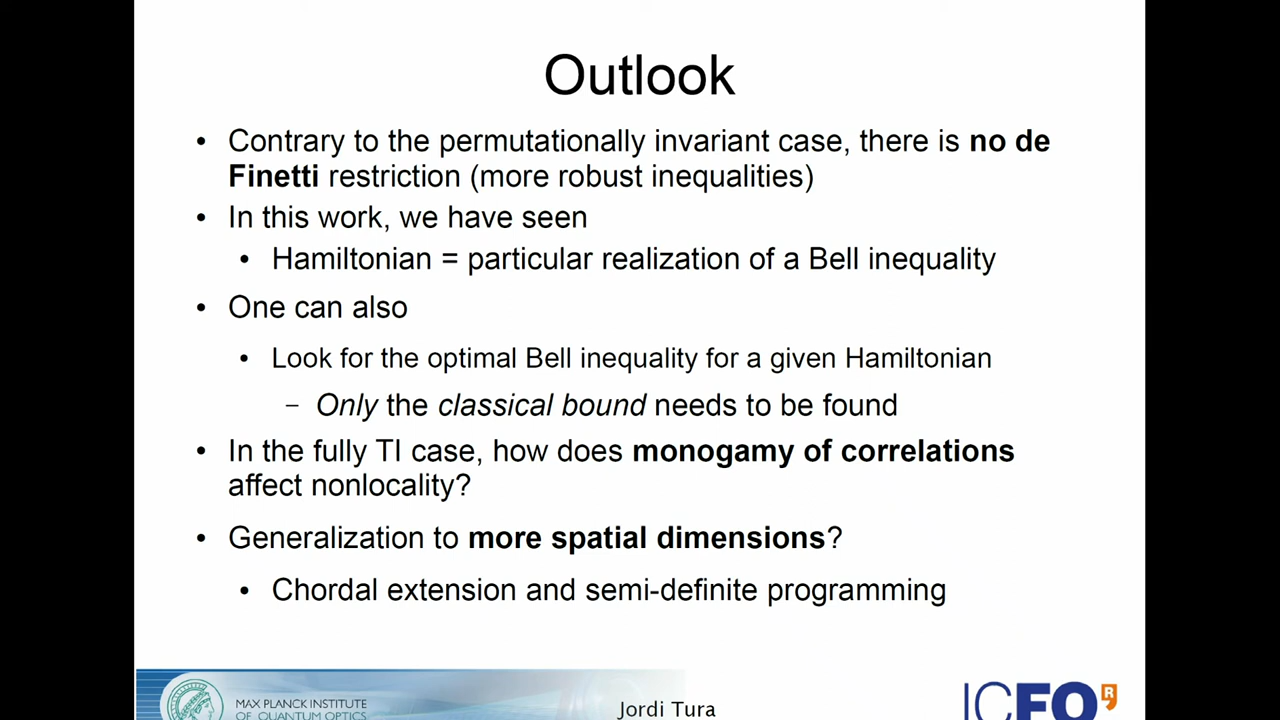 Outlook
• Contrary to the permutationally invariant case, there is no de
Finetti restriction (more robust inequalities)
• In this work, we have seen
• Hamiltonian = particular realization of a Bell inequality
• One can also
• Look for the optimal Bell inequality for a given Hamiltonian
– Only the classical bound needs to be found
• In the fully TI case, how does monogamy of correlations
affect nonlocality?
• Generalization to more spatial dimensions?
• Chordal extension and semi-definite programming
MAX PLANCK INSTITUTE
OF QUANTUM OPTICS
Jordi Tura
ICFO R